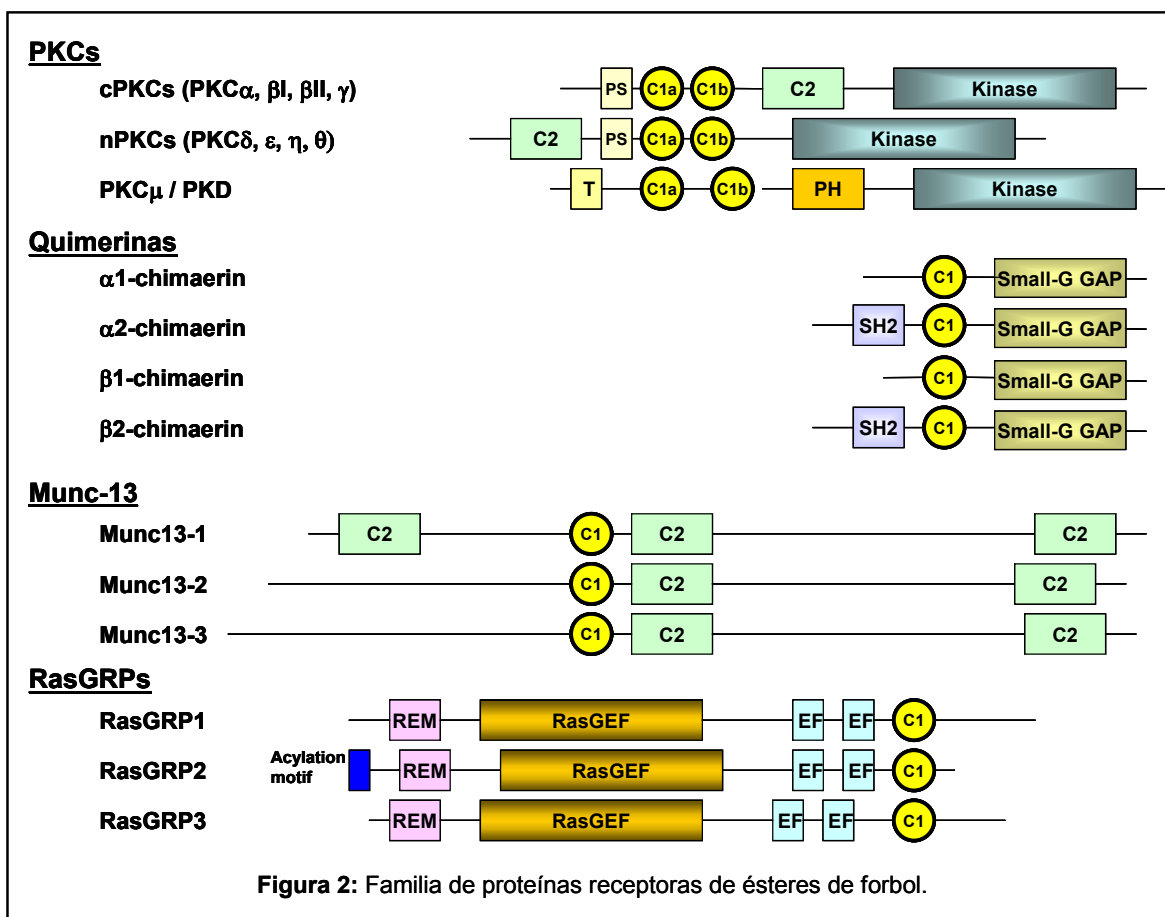 PKCs
cPKCs (PKCα, βI, βII, γ) PS C1a C1b C2 Kinase
nPKCs (PKCδ, ε, η, θ) C2 PS C1a C1b Kinase
PKCμ / PKD T C1a C1b PH Kinase
Quimerinas
α1-chimaerin C1 Small-G GAP
α2-chimaerin SH2 C1 Small-G GAP
β1-chimaerin C1 Small-G GAP
β2-chimaerin SH2 C1 Small-G GAP
Munc-13
Munc13-1 C2 C1 C2 C2
Munc13-2 C1 C2 C2
Munc13-3 C1 C2 C2
RasGRPs
RasGRP1 REM RasGEF EF EF C1
RasGRP2 Acylation motif REM RasGEF EF EF C1
RasGRP3 REM RasGEF EF EF C1
Figura 2: Familia de proteínas receptoras de ésteres de forbol.